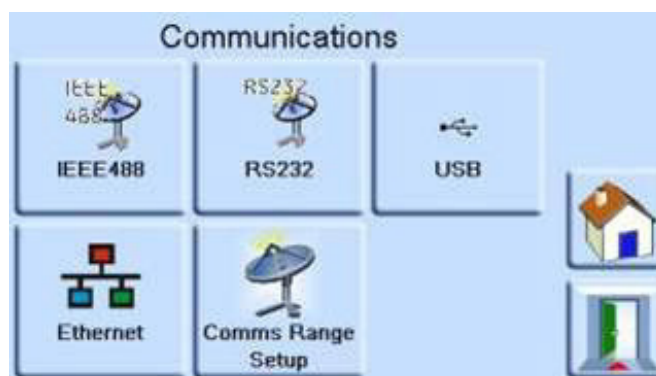 Communications
IEEE
488
IEEE488
RS232
RS232
USB
Ethernet
Comms Range
Setup